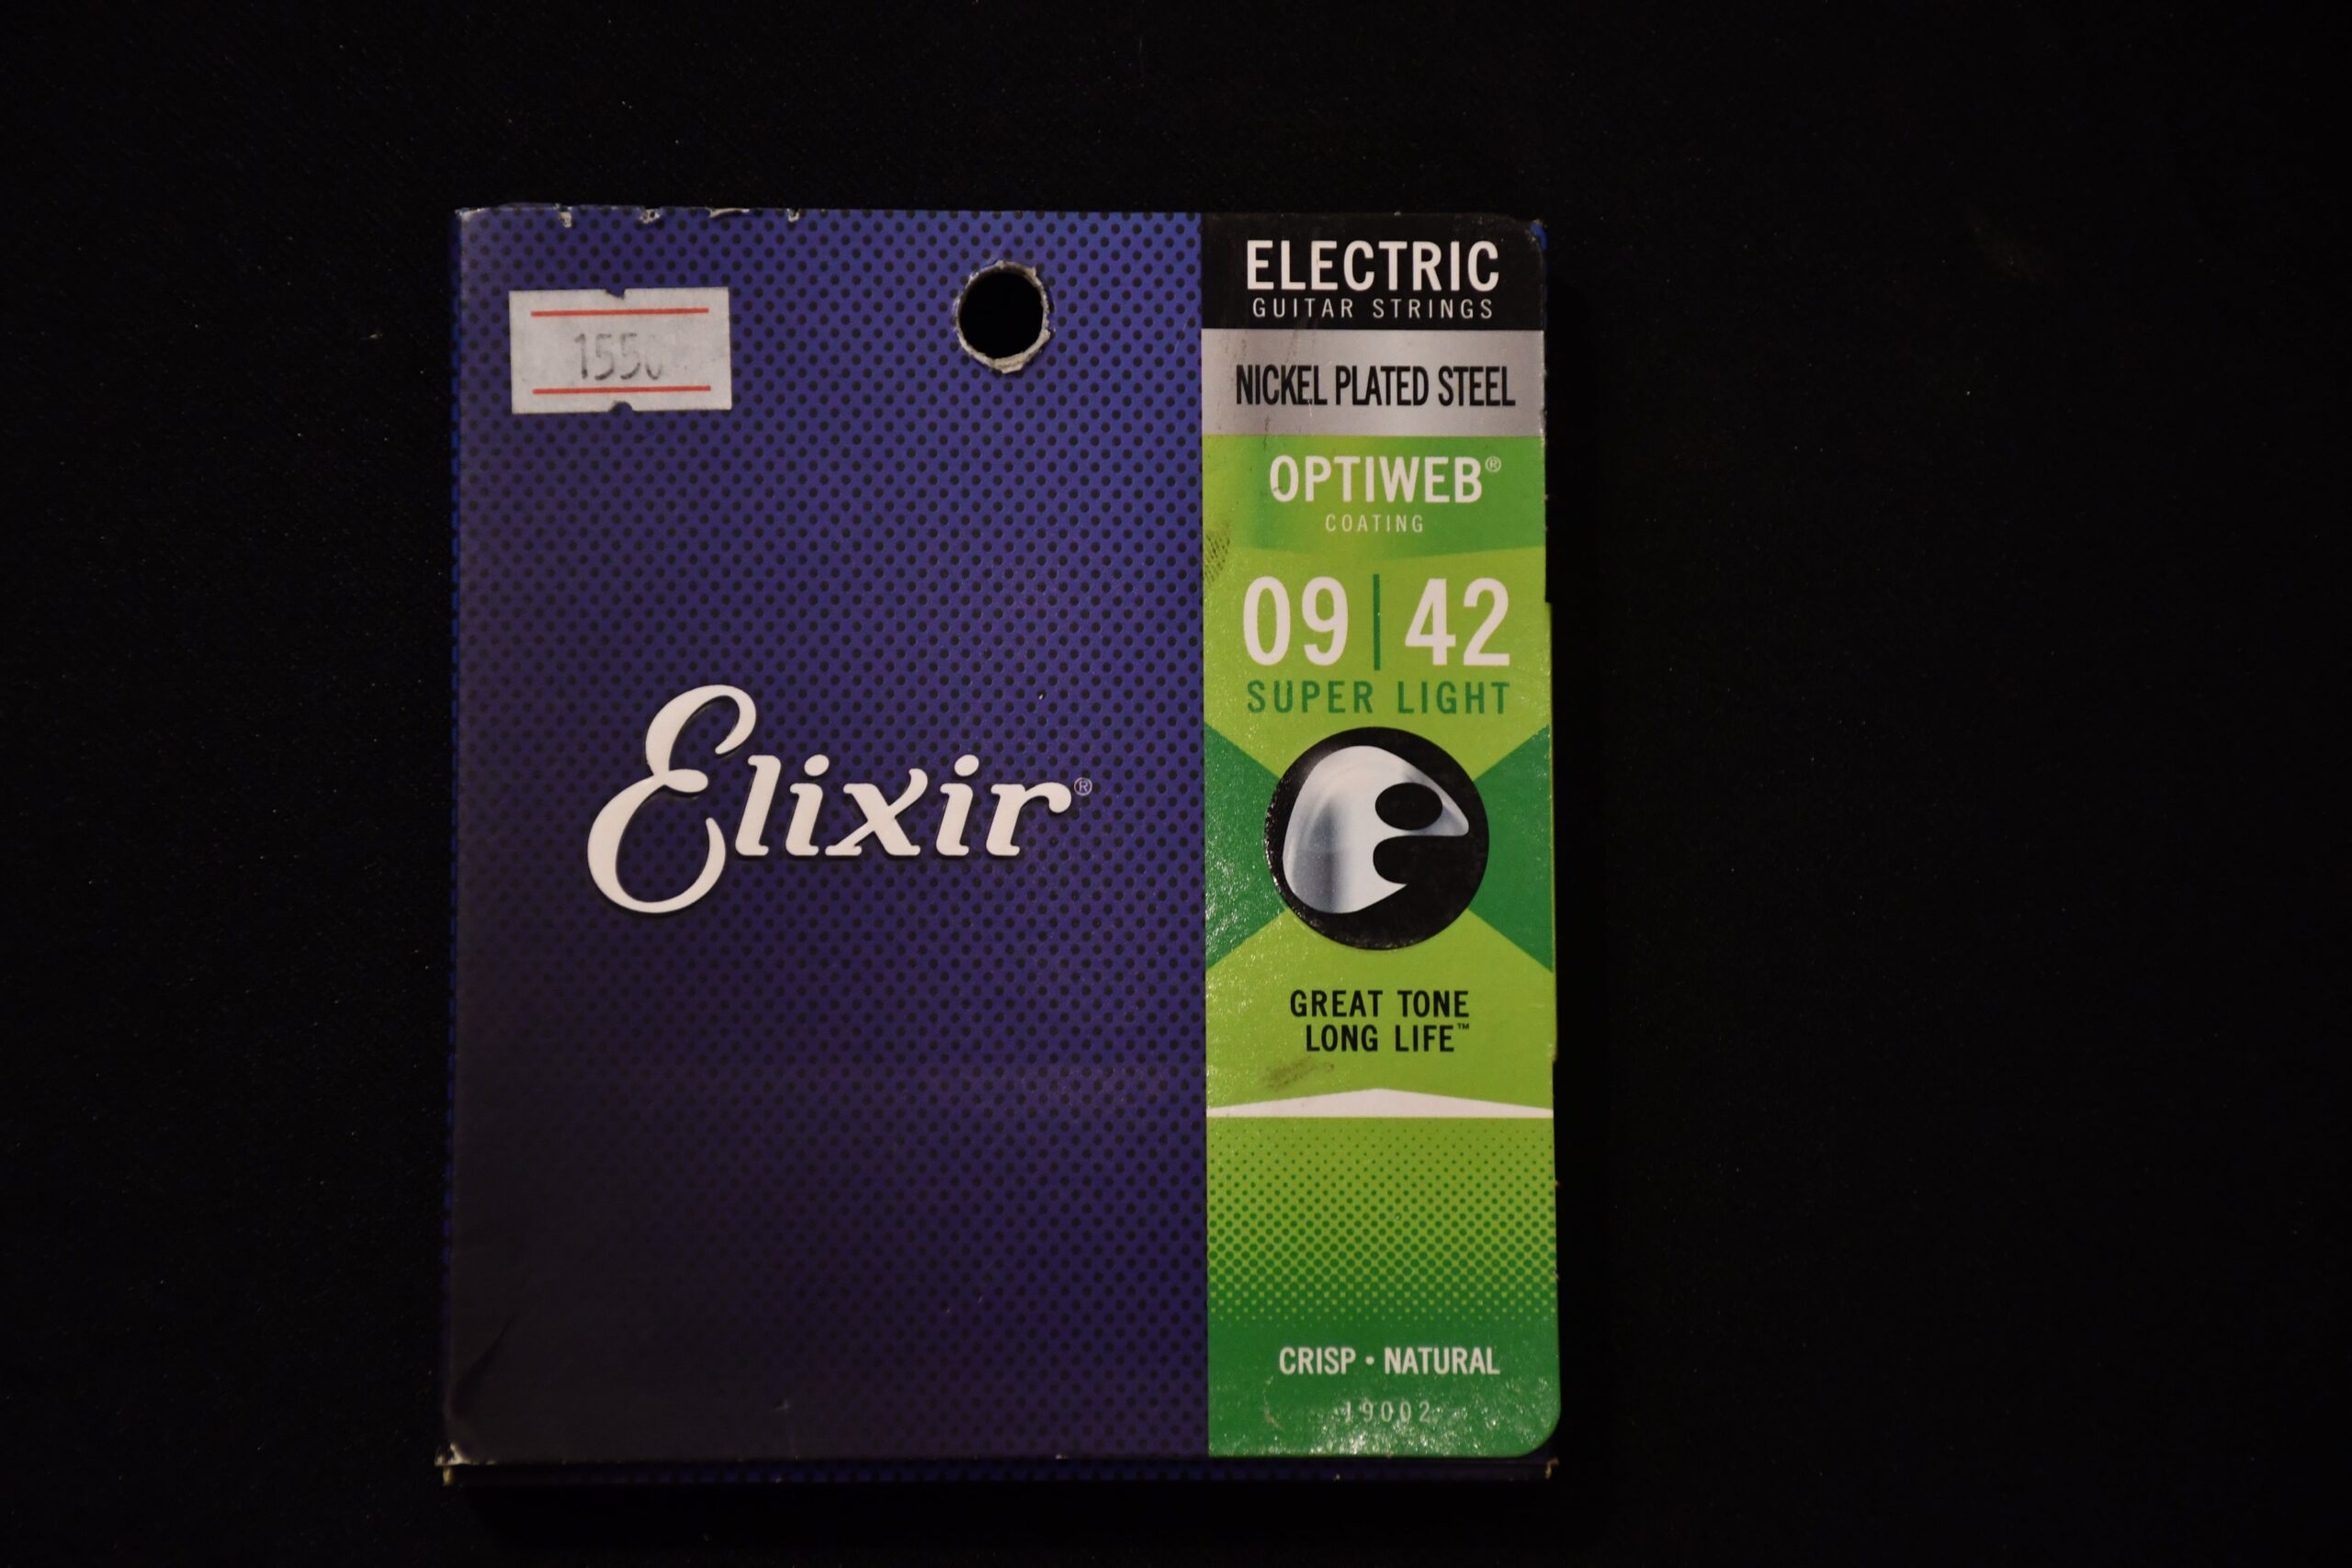 Elixir®
ELECTRIC
GUITAR STRINGS
NICKEL PLATED STEEL
OPTIWEB®
COATING
09 | 42
SUPER LIGHT
GREAT TONE
LONG LIFE™
CRISP • NATURAL
19002